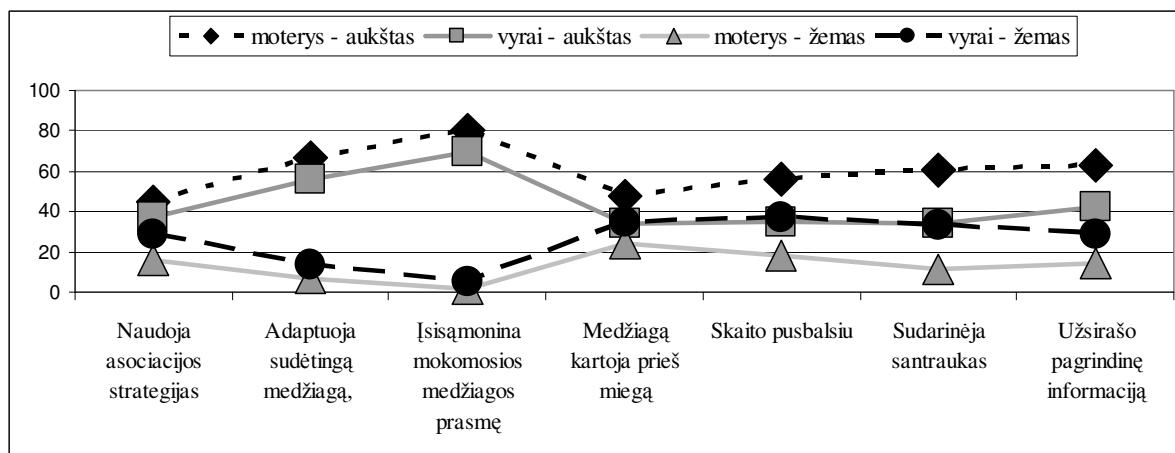 moterys - aukštas vyrai - aukštas moterys - žemas vyrai - žemas
100
80
60
40
20
0
Naudoja asociacijos strategijas
Adaptuoja sudėtingą medžiagą,
Įsisąmonina mokomosios medžiagos prasmę
Medžiagą kartoja prieš miegą
Skaito pusbalsiu
Sudarinėja santraukas
Užsirašo pagrindinę informaciją